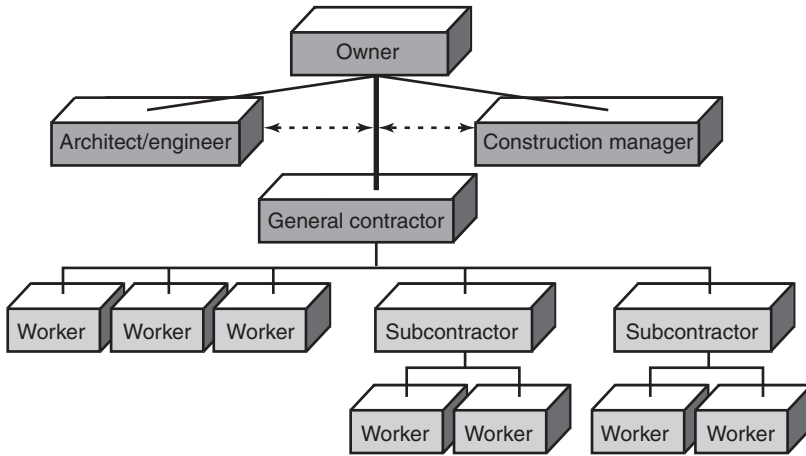 Owner
Architect/engineer
Construction manager
General contractor
Worker
Worker
Worker
Subcontractor
Subcontractor
Worker
Worker
Worker
Worker